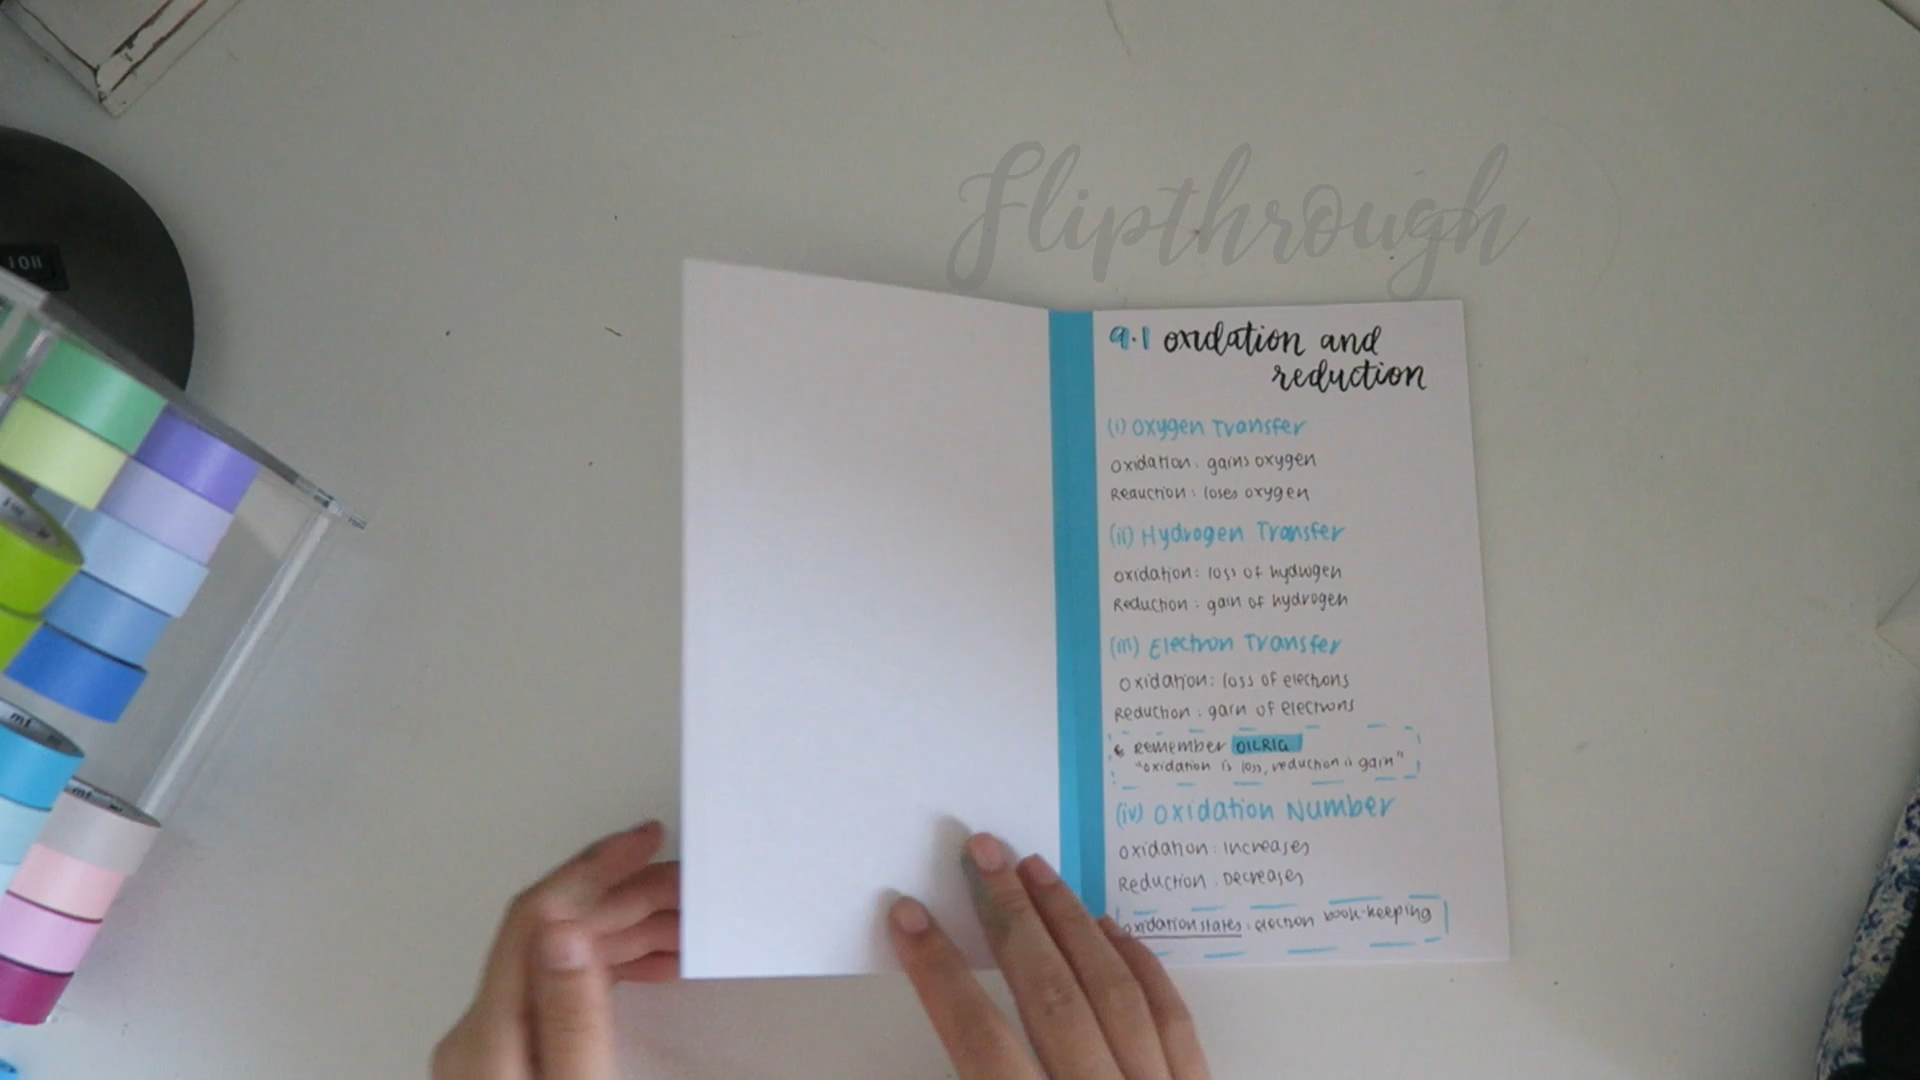 Flipthrough
9.1 oxidation and
reduction
(i) Oxygen Transfer
Oxidation: gains oxygen
Reduction: loses oxygen
(ii) Hydrogen Transfer
Oxidation: loss of hydrogen
Reduction: gain of hydrogen
(iii) Electron Transfer
Oxidation: loss of electrons
Reduction: gain of electrons
Remember OILRIG
"oxidation is loss, reduction is gain"
(iv) Oxidation Number
Oxidation: Increases
Reduction: Decreases
oxidation states: electron book-keeping
mt
mt